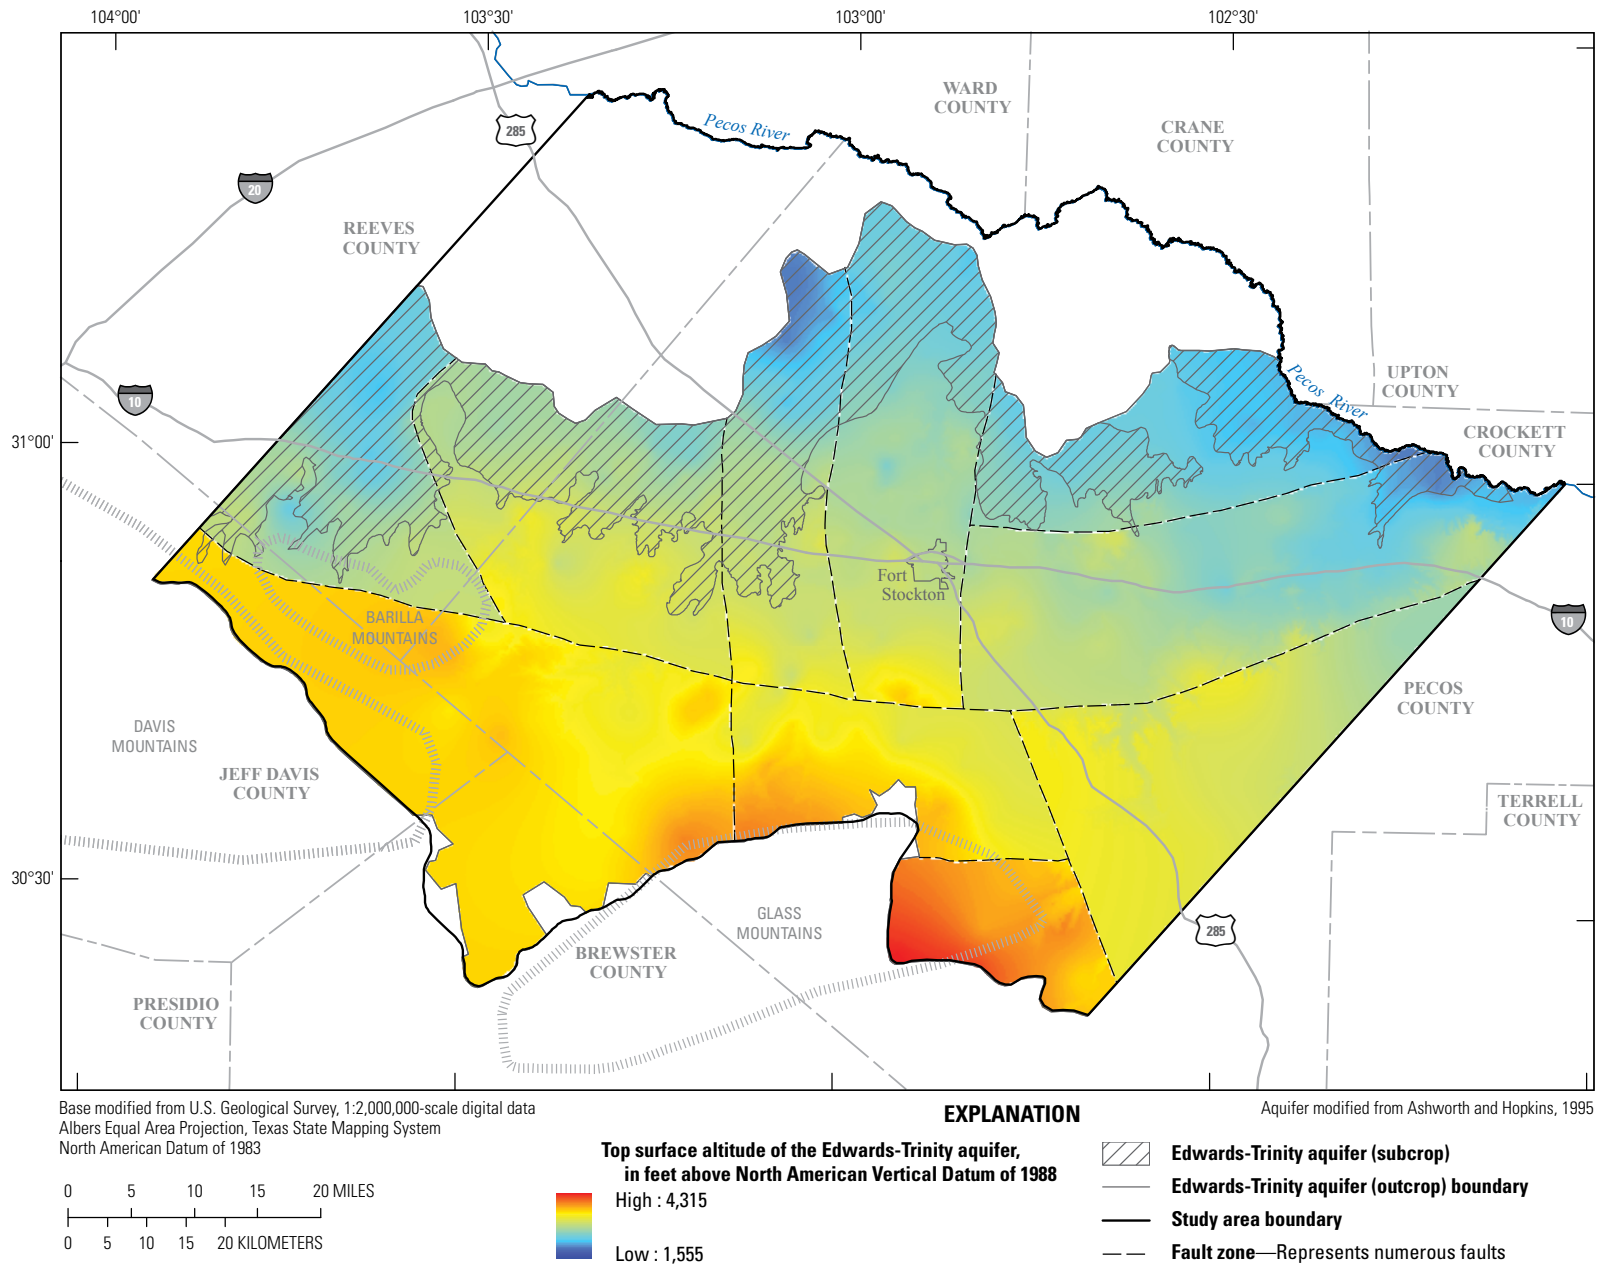 104°00'
103°30'
103°00'
102°30'
WARD
COUNTY
CRANE
COUNTY
Pecos River
285
20
REEVES
COUNTY
10
Pecos River
UPTON
COUNTY
CROCKETT
COUNTY
31°00'
Fort
Stockton
BARILLA
MOUNTAINS
10
PECOS
COUNTY
DAVIS
MOUNTAINS
JEFF DAVIS
COUNTY
TERRELL
COUNTY
30°30'
GLASS
MOUNTAINS
285
BREWSTER
COUNTY
PRESIDIO
COUNTY
Base modified from U.S. Geological Survey, 1:2,000,000-scale digital data
Albers Equal Area Projection, Texas State Mapping System
North American Datum of 1983
EXPLANATION
Aquifer modified from Ashworth and Hopkins, 1995
0 5 10 15 20 MILES
0 5 10 15 20 KILOMETERS
Top surface altitude of the Edwards-Trinity aquifer,
in feet above North American Vertical Datum of 1988
High : 4,315
Low : 1,555
Edwards-Trinity aquifer (subcrop)
Edwards-Trinity aquifer (outcrop) boundary
Study area boundary
Fault zone—Represents numerous faults